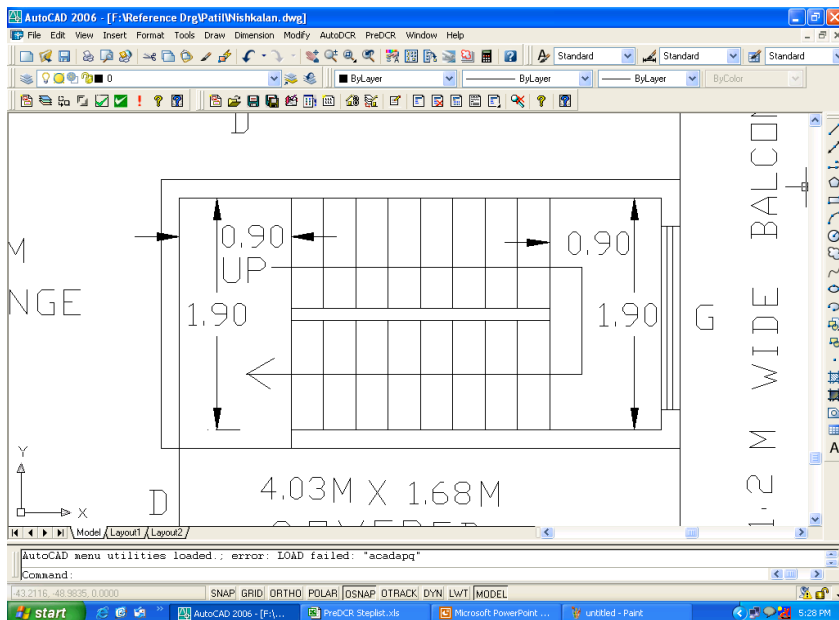 AutoCAD 2006 - [F:\Reference Drg\Patil\Nishkalan.dwg]
File Edit View Insert Format Tools Draw Dimension Modify AutoDCR PreDCR Window Help
Standard Standard Standard
0 ByLayer ByLayer ByLayer ByColor
D
0.90
UP
1.90
0.90
1.90
M
NGE
G
1.2 M WIDE BALCON
D
4.03M X 1.68M
COVERED
Y
X
Model Layout1 Layout2
AutoCAD menu utilities loaded.; error: LOAD failed: "acadapq"
Command:
-43.2116, -48.9835, 0.0000 SNAP GRID ORTHO POLAR OSNAP OTRACK DYN LWT MODEL
start AutoCAD 2006 - [F:\... PreDCR Steplist.xls Microsoft PowerPoint ... untitled - Paint 5:28 PM